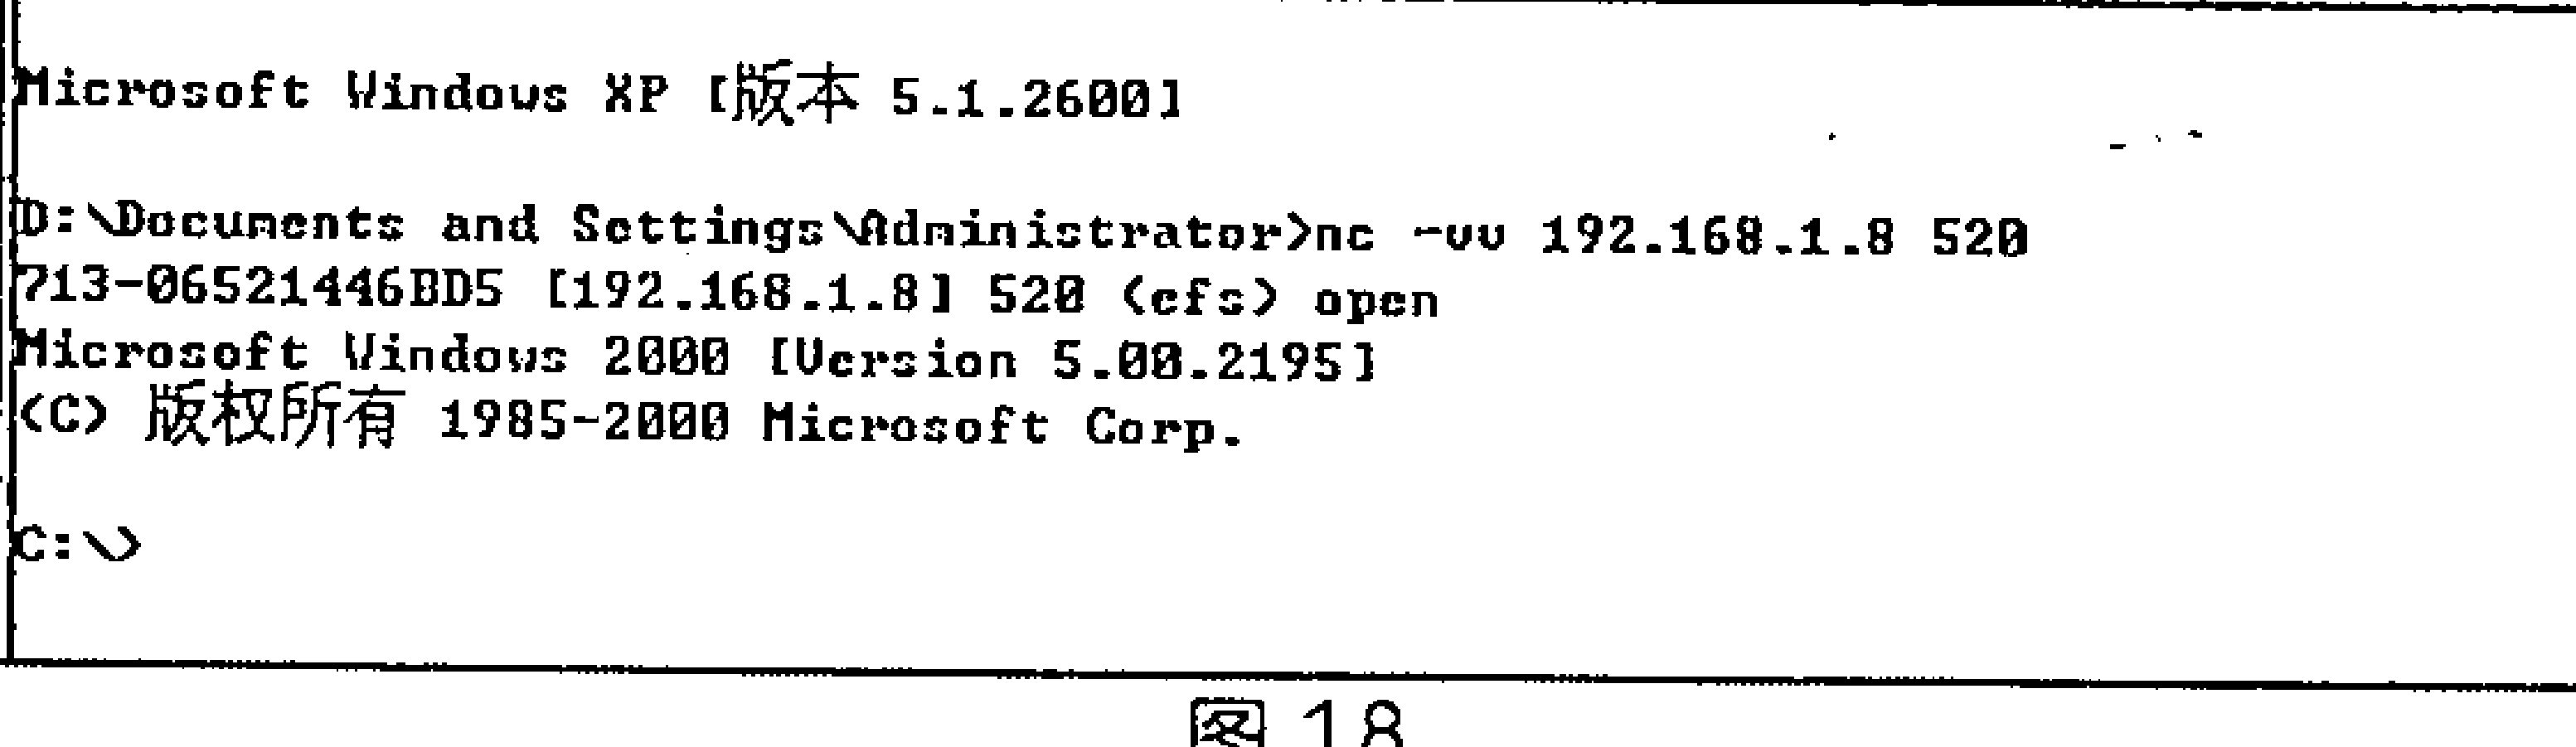 Microsoft Windows XP [版本 5.1.2600]
D:\Documents and Settings\Administrator>nc -vv 192.168.1.8 520
713-06521446BD5 [192.168.1.8] 520 (efs) open
Microsoft Windows 2000 [Version 5.00.2195]
(C) 版权所有 1985-2000 Microsoft Corp.
C:\>
图 18